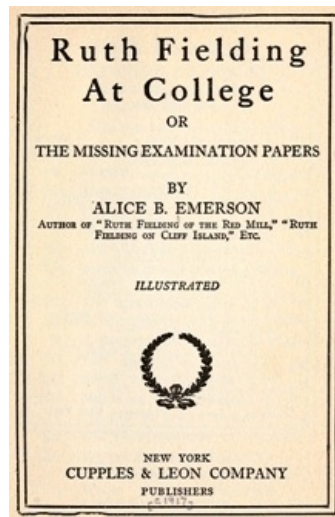 Ruth Fielding
At College
OR
THE MISSING EXAMINATION PAPERS
BY
ALICE B. EMERSON
AUTHOR OF "RUTH FIELDING OF THE RED MILL," "RUTH
FIELDING ON CLIFF ISLAND," ETC.
ILLUSTRATED
NEW YORK
CUPPLES & LEON COMPANY
PUBLISHERS
[c1917]